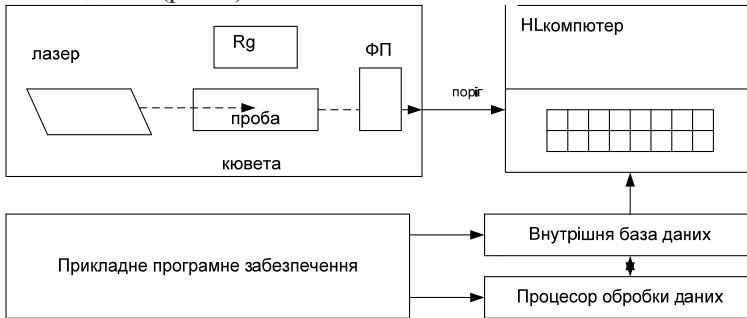 лазер
Rg
ФП
HLкомпютер
поріг
проба
кювета
Прикладне програмне забезпечення
Внутрішня база даних
Процесор обробки даних